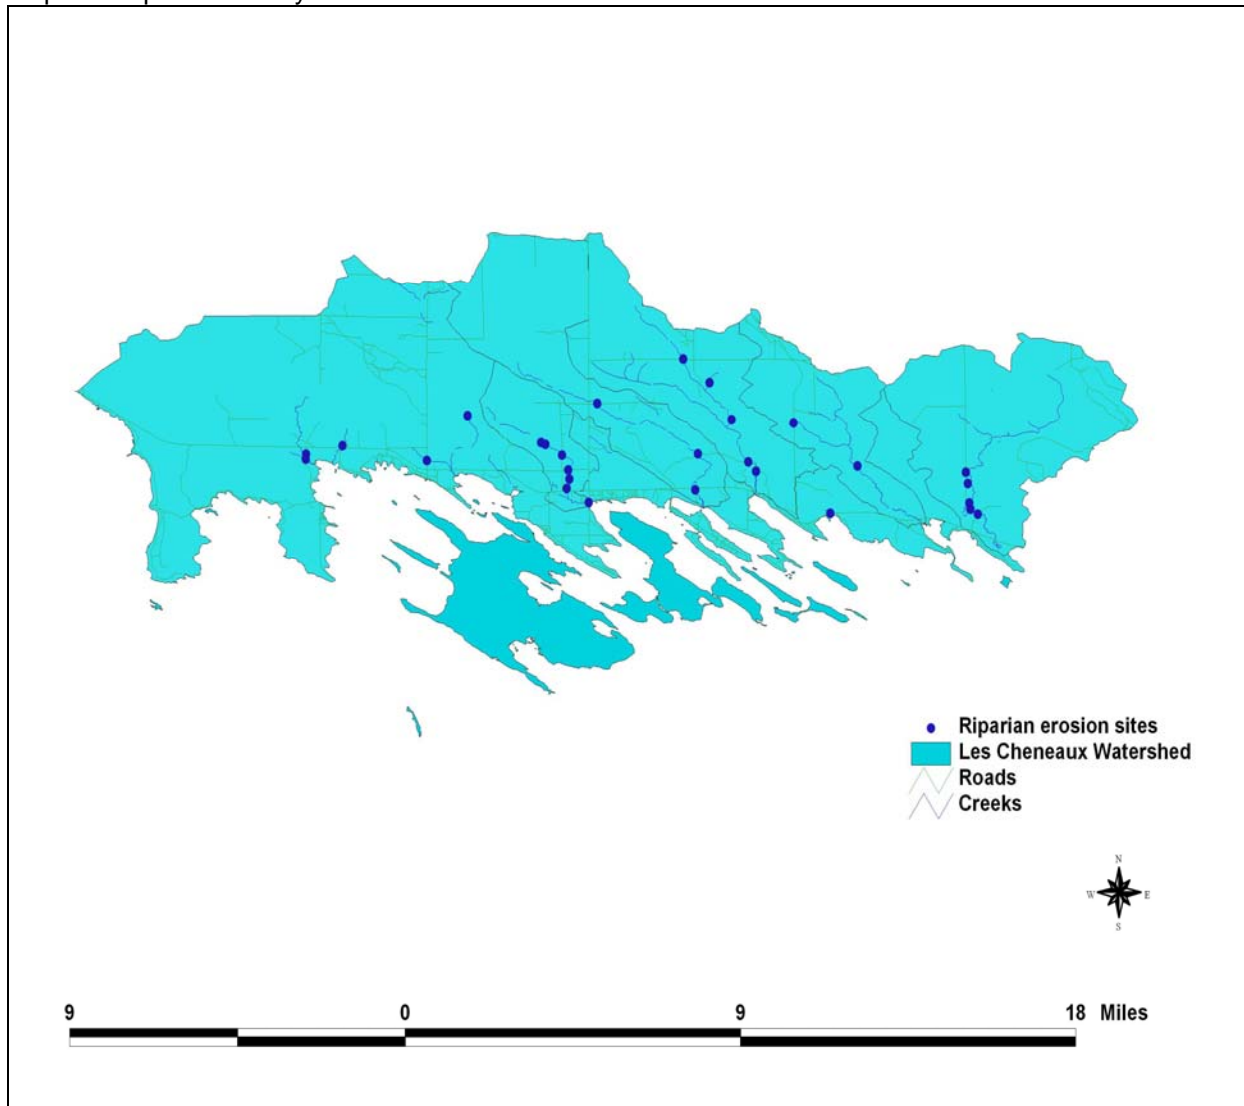 Riparian erosion sites
Les Cheneaux Watershed
Roads
Creeks
N
W E
S
9 0 9 18 Miles